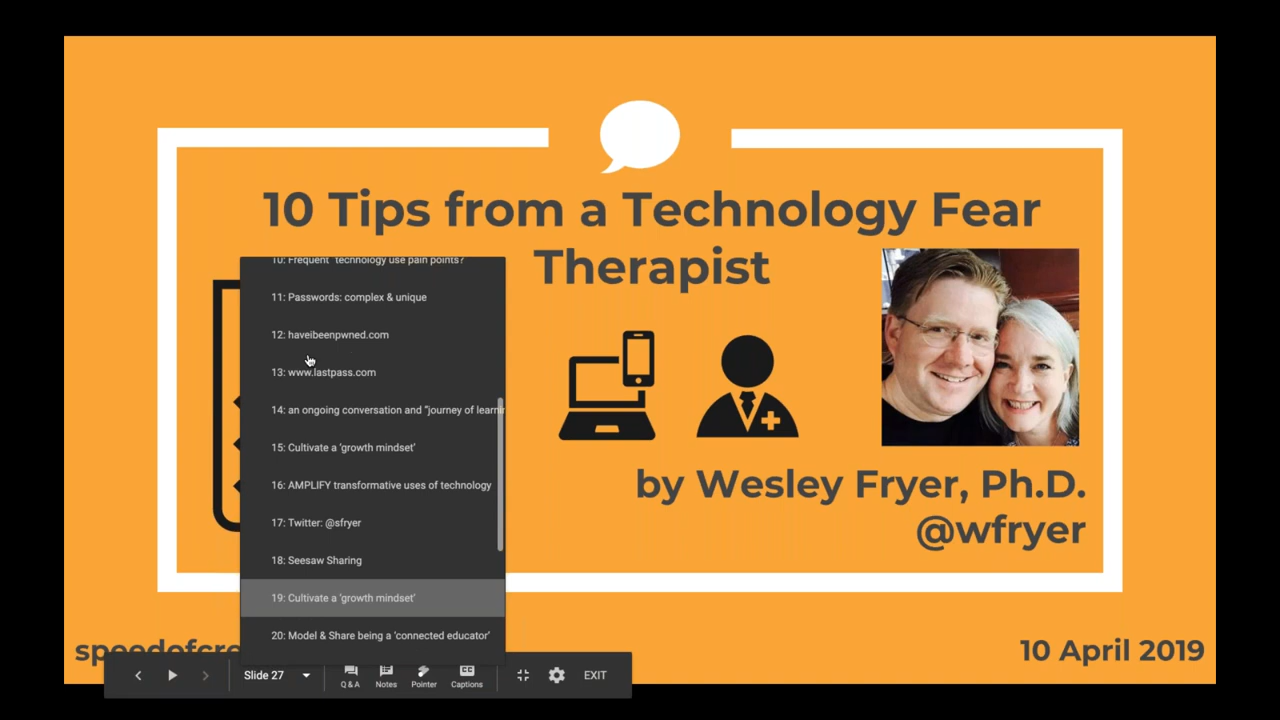 10 Tips from a Technology Fear
Therapist
by Wesley Fryer, Ph.D.
@wfryer
10: Frequent "technology use pain points?
11: Passwords: complex & unique
12: haveibeenpwned.com
13: www.lastpass.com
14: an ongoing conversation and "journey of learnin
15: Cultivate a 'growth mindset'
16: AMPLIFY transformative uses of technology
17: Twitter: @sfryer
18: Seesaw Sharing
19: Cultivate a 'growth mindset'
20: Model & Share being a 'connected educator'
speedofcre
10 April 2019
Slide 27
Q & A
Notes
Pointer
Captions
EXIT